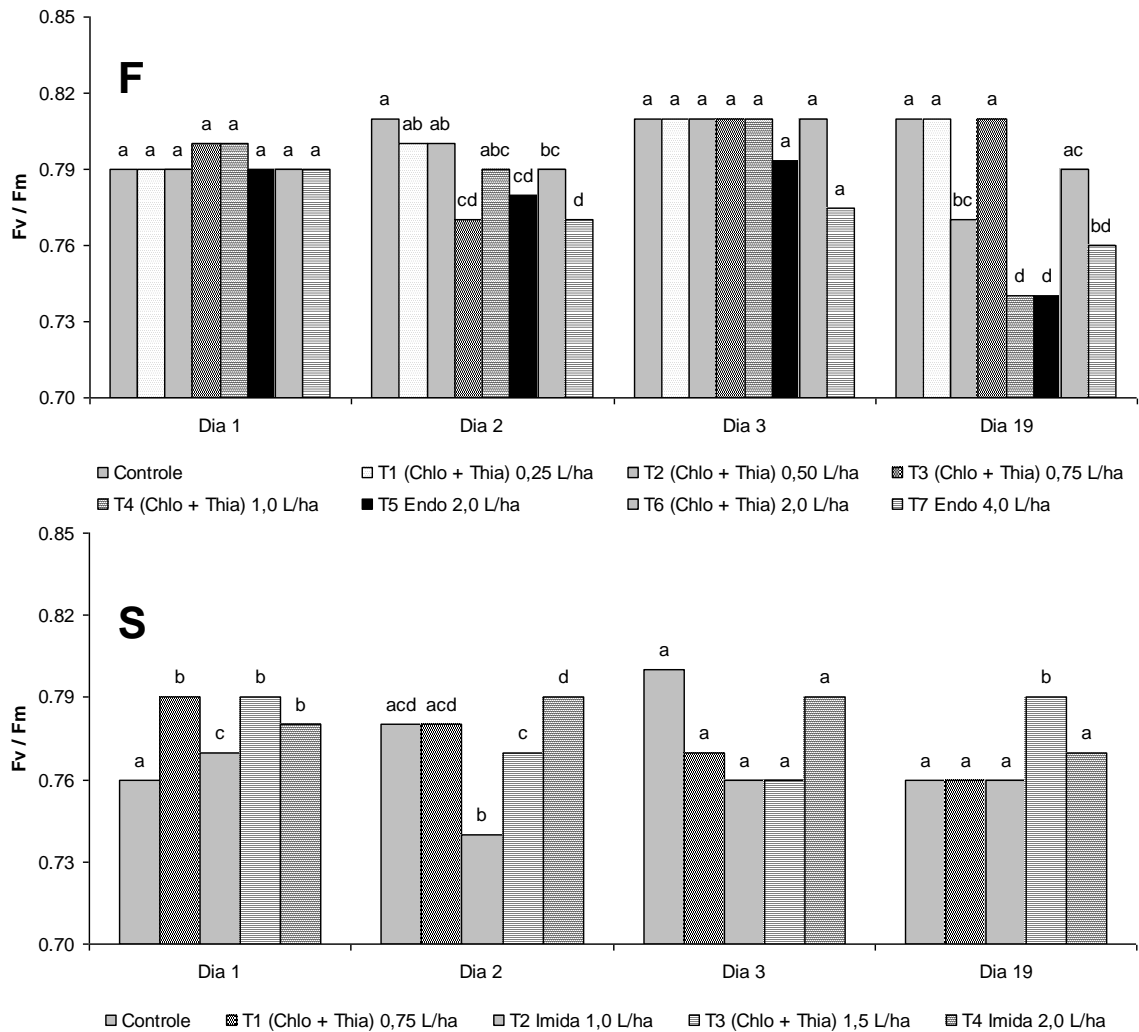 0.85
F
0.82
a a a a a a a a
a ab ab cd abc cd bc d
a a a a a a a a
a a bc a d d ac bd
0.79
Fv / Fm
0.76
0.73
0.70
Dia 1 Dia 2 Dia 3 Dia 19
Controle T1 (Chlo + Thia) 0,25 L/ha T2 (Chlo + Thia) 0,50 L/ha T3 (Chlo + Thia) 0,75 L/ha
T4 (Chlo + Thia) 1,0 L/ha T5 Endo 2,0 L/ha T6 (Chlo + Thia) 2,0 L/ha T7 Endo 4,0 L/ha
0.85
S
0.82
a b c b b
acd acd b c d
a a a a a
a a a b a
0.79
Fv / Fm
0.76
0.73
0.70
Dia 1 Dia 2 Dia 3 Dia 19
Controle T1 (Chlo + Thia) 0,75 L/ha T2 Imida 1,0 L/ha T3 (Chlo + Thia) 1,5 L/ha T4 Imida 2,0 L/ha